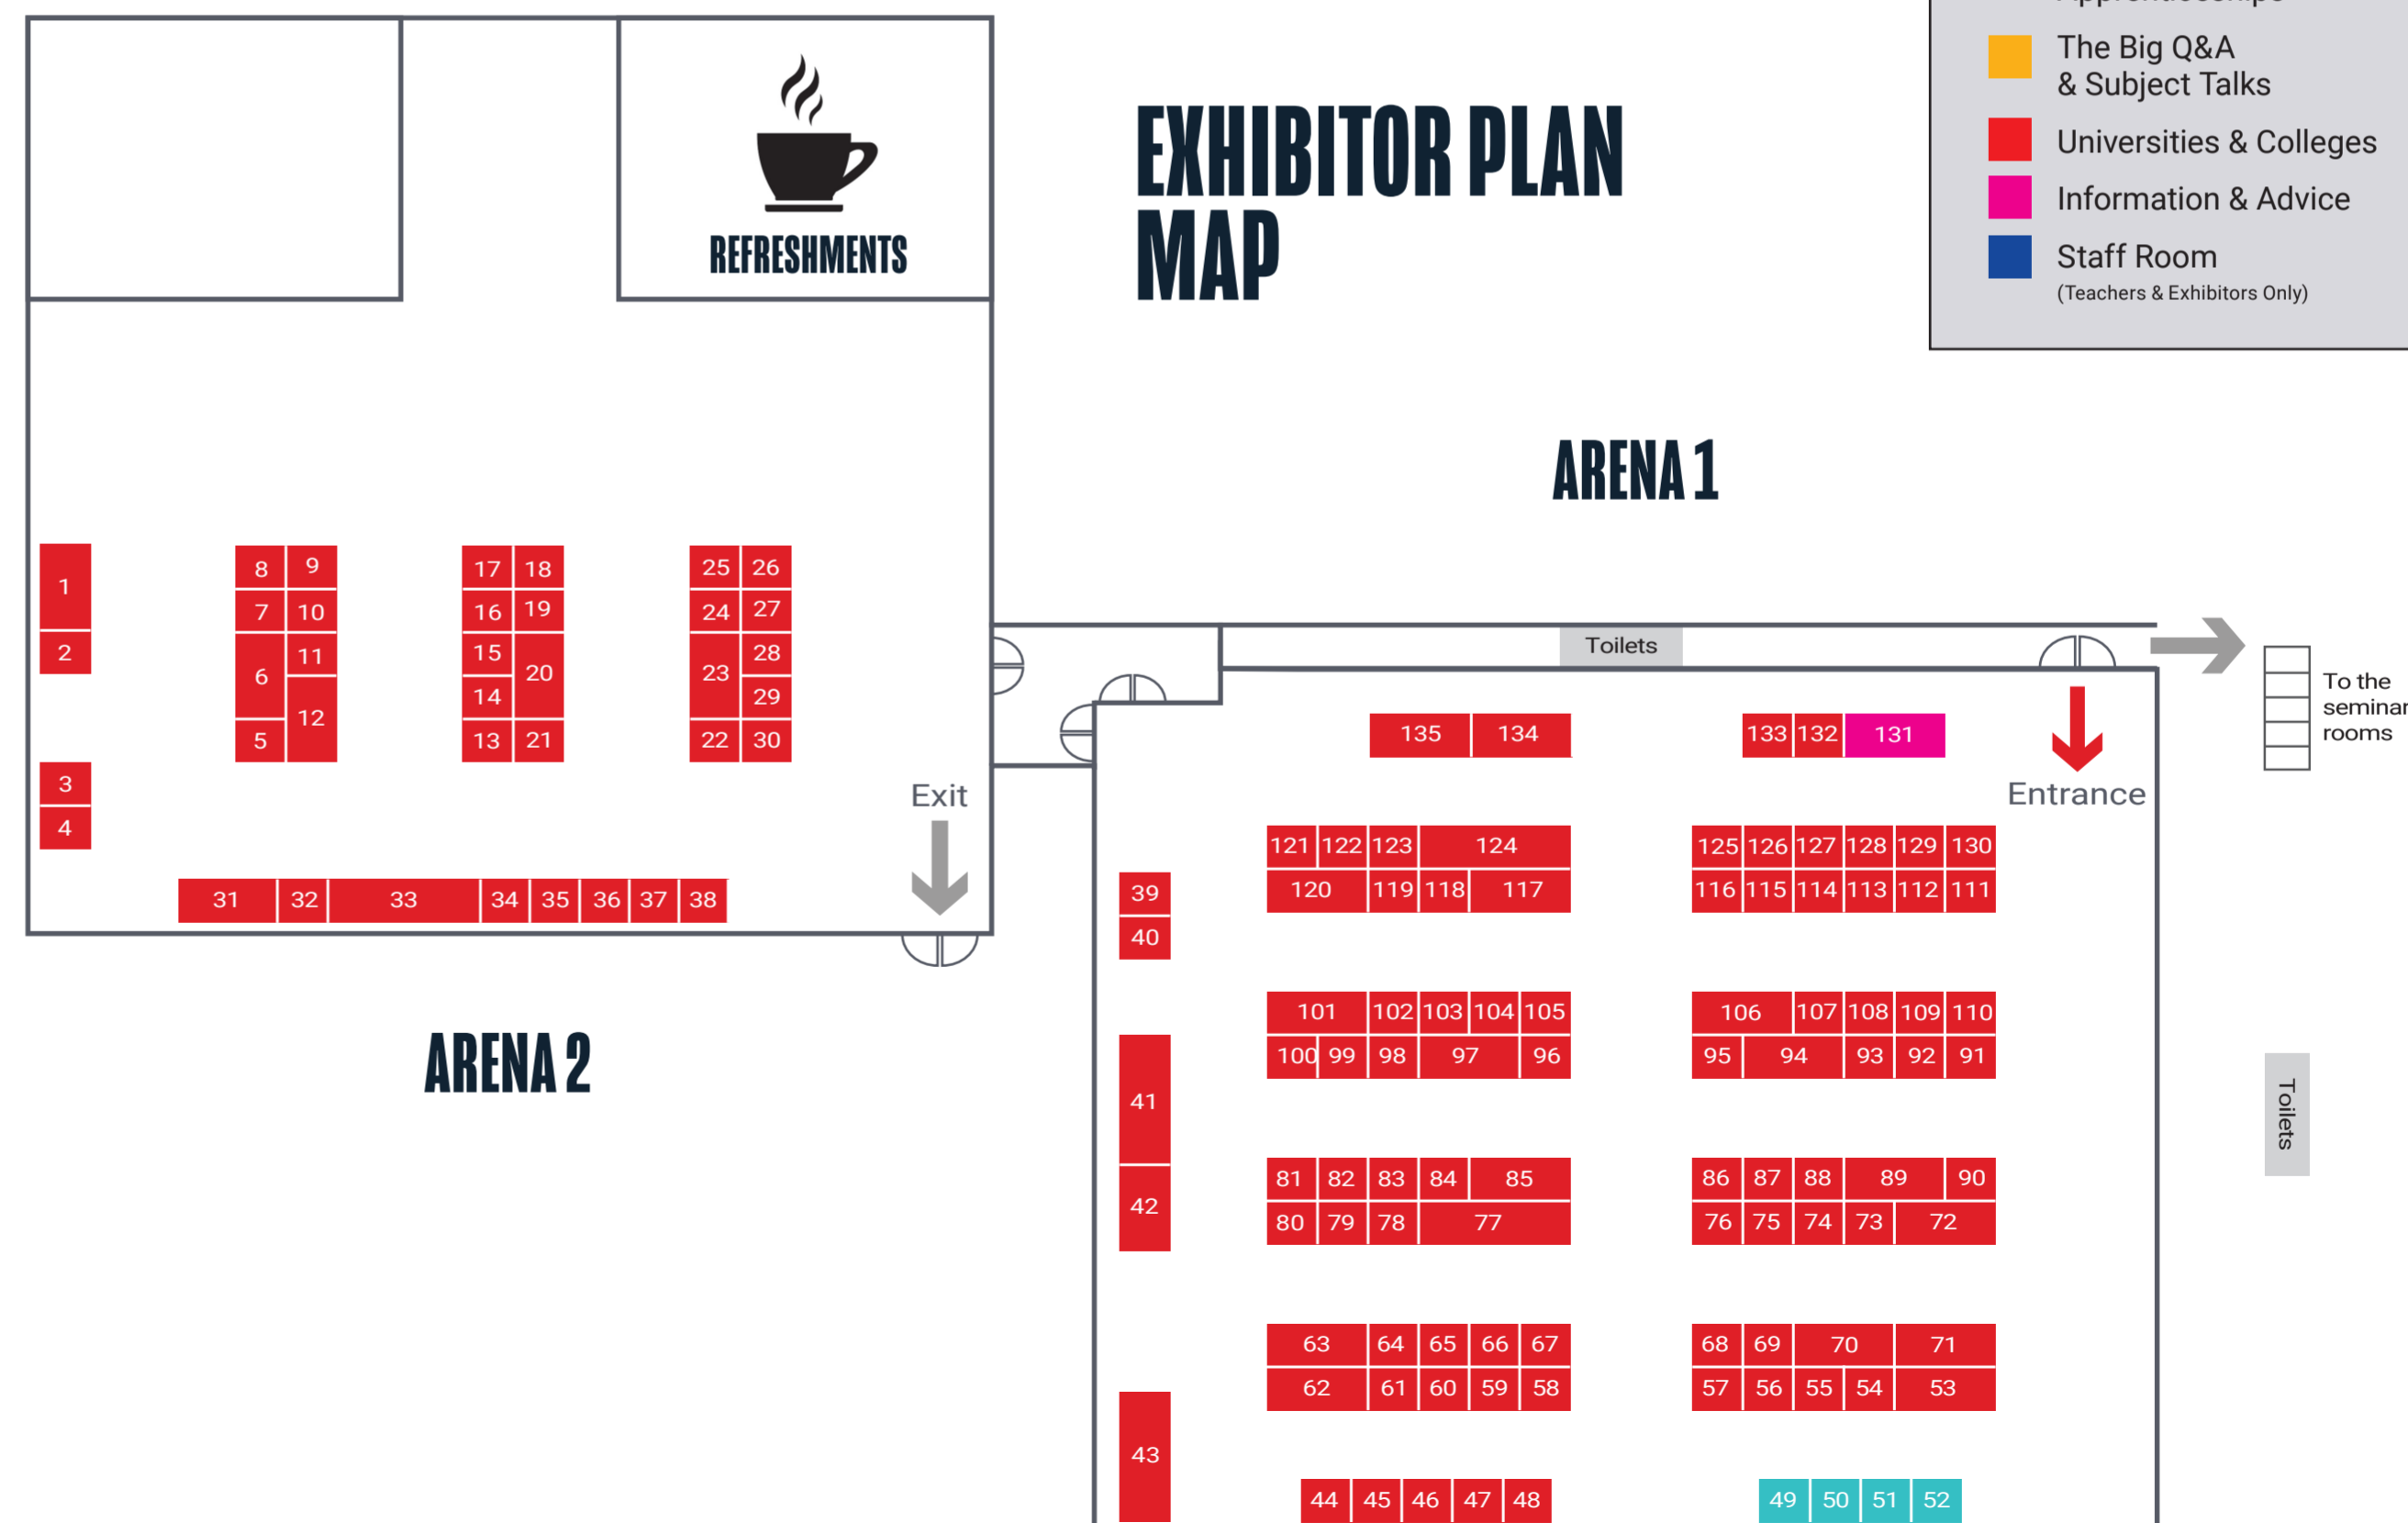 Apprenticeships
The Big Q&A
& Subject Talks
Universities & Colleges
Information & Advice
Staff Room
(Teachers & Exhibitors Only)
EXHIBITOR PLAN
MAP
REFRESHMENTS
ARENA 1
1
2
3
4
8 9
7 10
6 11
12
5
17 18
16 19
15 20
14
13 21
25 26
24 27
23 28
29
22 30
Exit
31 32 33 34 35 36 37 38
ARENA 2
Toilets
To the
seminar
rooms
Entrance
135 134 133 132 131
121 122 123 124 125 126 127 128 129 130
120 119 118 117 116 115 114 113 112 111
39
40
101 102 103 104 105 106 107 108 109 110
100 99 98 97 96 95 94 93 92 91
41
42
Toilets
81 82 83 84 85 86 87 88 89 90
80 79 78 77 76 75 74 73 72
63 64 65 66 67 68 69 70 71
62 61 60 59 58 57 56 55 54 53
43
44 45 46 47 48 49 50 51 52